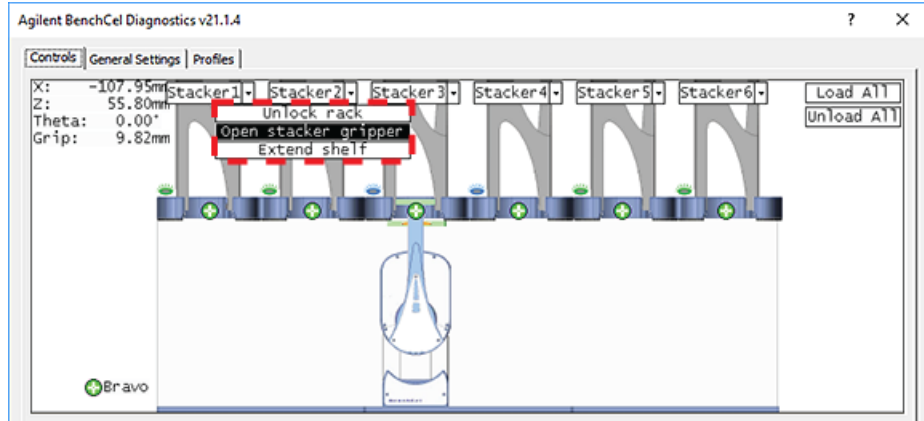 Agilent BenchCel Diagnostics v21.1.4 ? X
Controls General Settings Profiles
X: -107.95mm Stacker1 Stacker2 Stacker3 Stacker4 Stacker5 Stacker6 Load All
Z: 55.80mm Unlock rack Unload All
Theta: 0.00° Open stacker gripper
Grip: 9.82mm Extend shelf
Bravo